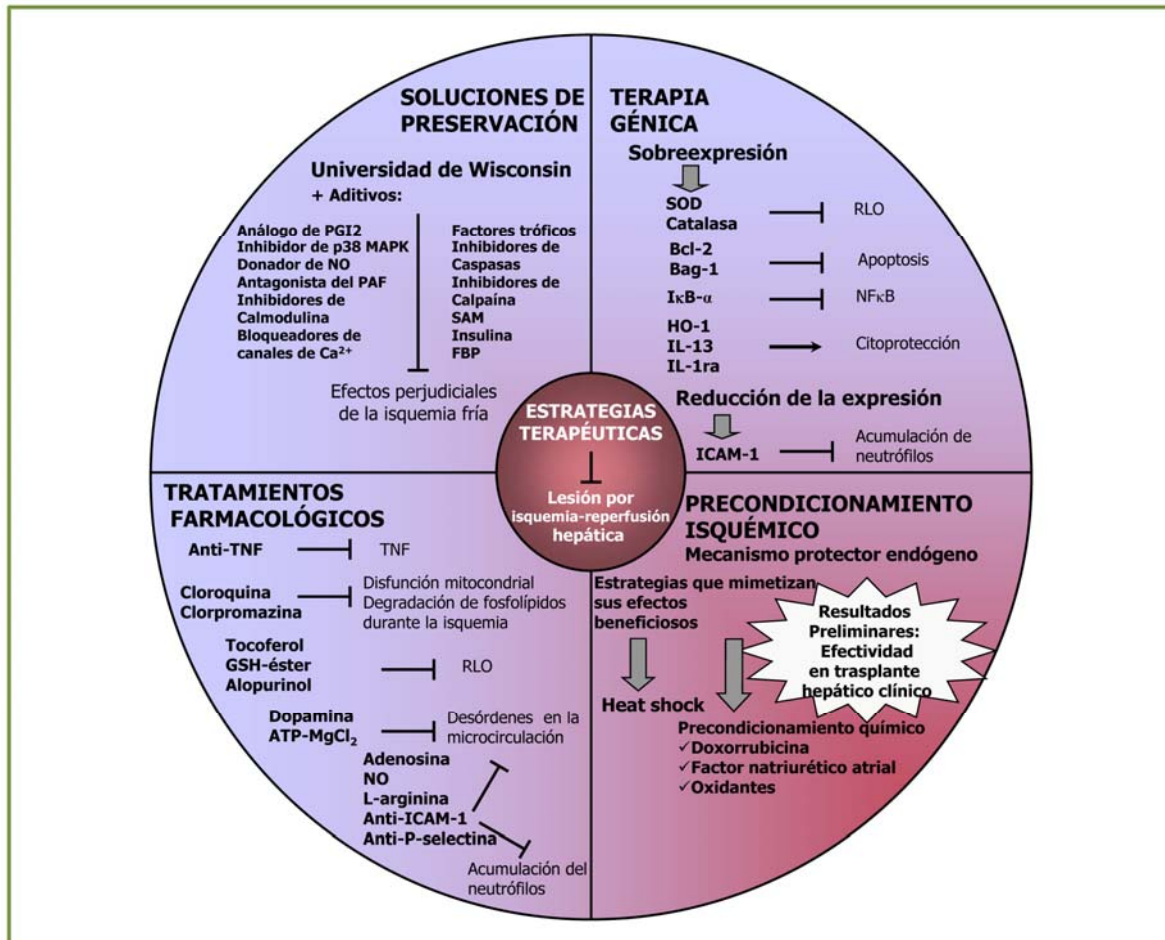 SOLUCIONES DE
PRESERVACIÓN
Universidad de Wisconsin
+ Aditivos:
Análogo de PGI2
Inhibidor de p38 MAPK
Donador de NO
Antagonista del PAF
Inhibidores de
Calmodulina
Bloqueadores de
canales de Ca²⁺
Factores tróficos
Inhibidores de
Caspasas
Inhibidores de
Calpaína
SAM
Insulina
FBP
Efectos perjudiciales
de la isquemia fría
TERAPIA
GÉNICA
Sobreexpresión
SOD
Catalasa
RLO
Bcl-2
Bag-1
Apoptosis
IκB-α
NFκB
HO-1
IL-13
IL-1ra
Citoprotección
Reducción de la expresión
ICAM-1
Acumulación de
neutrófilos
ESTRATEGIAS
TERAPÉUTICAS
Lesión por
isquemia-reperfusión
hepática
TRATAMIENTOS
FARMACOLÓGICOS
Anti-TNF
TNF
Cloroquina
Clorpromazina
Disfunción mitocondrial
Degradación de fosfolípidos
durante la isquemia
Tocoferol
GSH-éster
Alopurinol
RLO
Dopamina
ATP-MgCl₂
Desórdenes en la
microcirculación
Adenosina
NO
L-arginina
Anti-ICAM-1
Anti-P-selectina
Acumulación del
neutrófilos
PRECONDICIONAMIENTO
ISQUÉMICO
Mecanismo protector endógeno
Estrategias que mimetizan
sus efectos
beneficiosos
Resultados
Preliminares:
Efectividad
en trasplante
hepático clínico
Heat shock
Precondicionamiento químico
✓Doxorrubicina
✓Factor natriurético atrial
✓Oxidantes